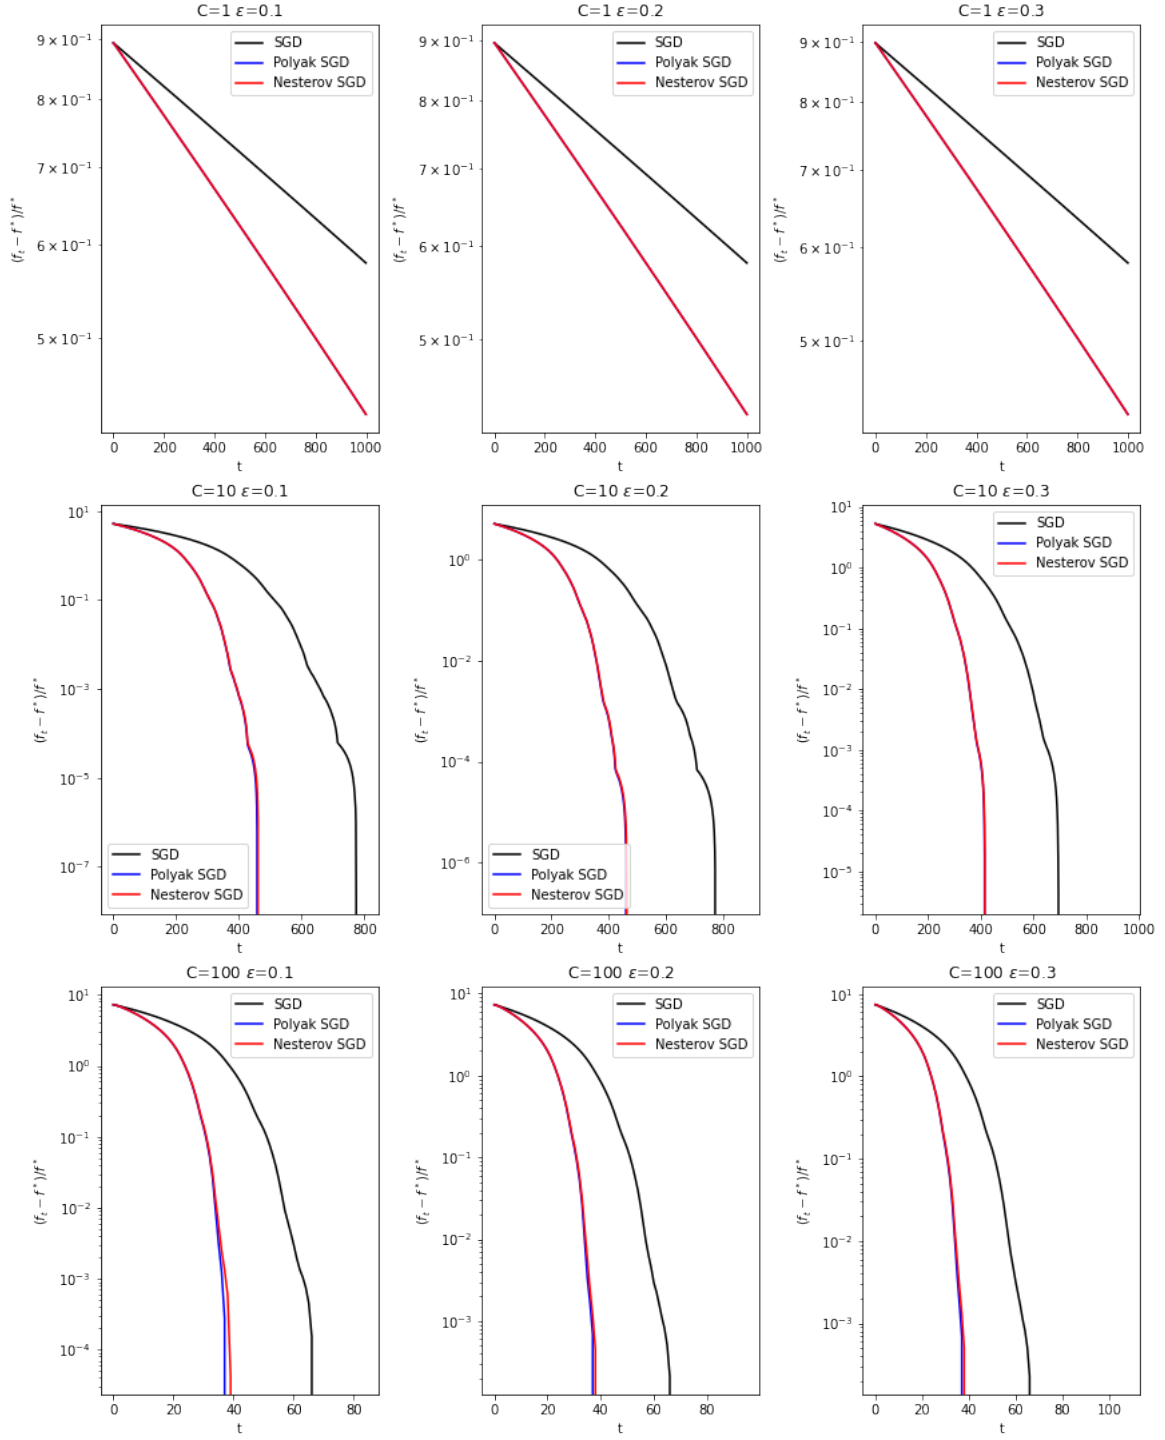 C=1 ε=0.1
9 × 10⁻¹
8 × 10⁻¹
7 × 10⁻¹
6 × 10⁻¹
5 × 10⁻¹
(f_t − f*)/f*
SGD
Polyak SGD
Nesterov SGD
0 200 400 600 800 1000
t
C=1 ε=0.2
9 × 10⁻¹
8 × 10⁻¹
7 × 10⁻¹
6 × 10⁻¹
5 × 10⁻¹
(f_t − f*)/f*
SGD
Polyak SGD
Nesterov SGD
0 200 400 600 800 1000
t
C=1 ε=0.3
9 × 10⁻¹
8 × 10⁻¹
7 × 10⁻¹
6 × 10⁻¹
5 × 10⁻¹
(f_t − f*)/f*
SGD
Polyak SGD
Nesterov SGD
0 200 400 600 800 1000
t
C=10 ε=0.1
10¹
10⁻¹
10⁻³
10⁻⁵
10⁻⁷
(f_t − f*)/f*
SGD
Polyak SGD
Nesterov SGD
0 200 400 600 800
t
C=10 ε=0.2
10⁰
10⁻²
10⁻⁴
10⁻⁶
(f_t − f*)/f*
SGD
Polyak SGD
Nesterov SGD
0 200 400 600 800
t
C=10 ε=0.3
10¹
10⁰
10⁻¹
10⁻²
10⁻³
10⁻⁴
10⁻⁵
(f_t − f*)/f*
SGD
Polyak SGD
Nesterov SGD
0 200 400 600 800 1000
t
C=100 ε=0.1
10¹
10⁰
10⁻¹
10⁻²
10⁻³
10⁻⁴
(f_t − f*)/f*
SGD
Polyak SGD
Nesterov SGD
0 20 40 60 80
t
C=100 ε=0.2
10¹
10⁰
10⁻¹
10⁻²
10⁻³
(f_t − f*)/f*
SGD
Polyak SGD
Nesterov SGD
0 20 40 60 80
t
C=100 ε=0.3
10¹
10⁰
10⁻¹
10⁻²
10⁻³
(f_t − f*)/f*
SGD
Polyak SGD
Nesterov SGD
0 20 40 60 80 100
t